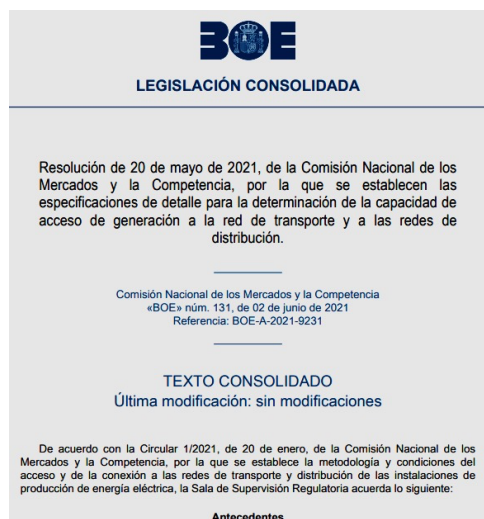 BOE
LEGISLACIÓN CONSOLIDADA
Resolución de 20 de mayo de 2021, de la Comisión Nacional de los
Mercados y la Competencia, por la que se establecen las
especificaciones de detalle para la determinación de la capacidad de
acceso de generación a la red de transporte y a las redes de
distribución.
Comisión Nacional de los Mercados y la Competencia
«BOE» núm. 131, de 02 de junio de 2021
Referencia: BOE-A-2021-9231
TEXTO CONSOLIDADO
Última modificación: sin modificaciones
De acuerdo con la Circular 1/2021, de 20 de enero, de la Comisión Nacional de los
Mercados y la Competencia, por la que se establece la metodología y condiciones del
acceso y de la conexión a las redes de transporte y distribución de las instalaciones de
producción de energía eléctrica, la Sala de Supervisión Regulatoria acuerda lo siguiente:
Antecedentes